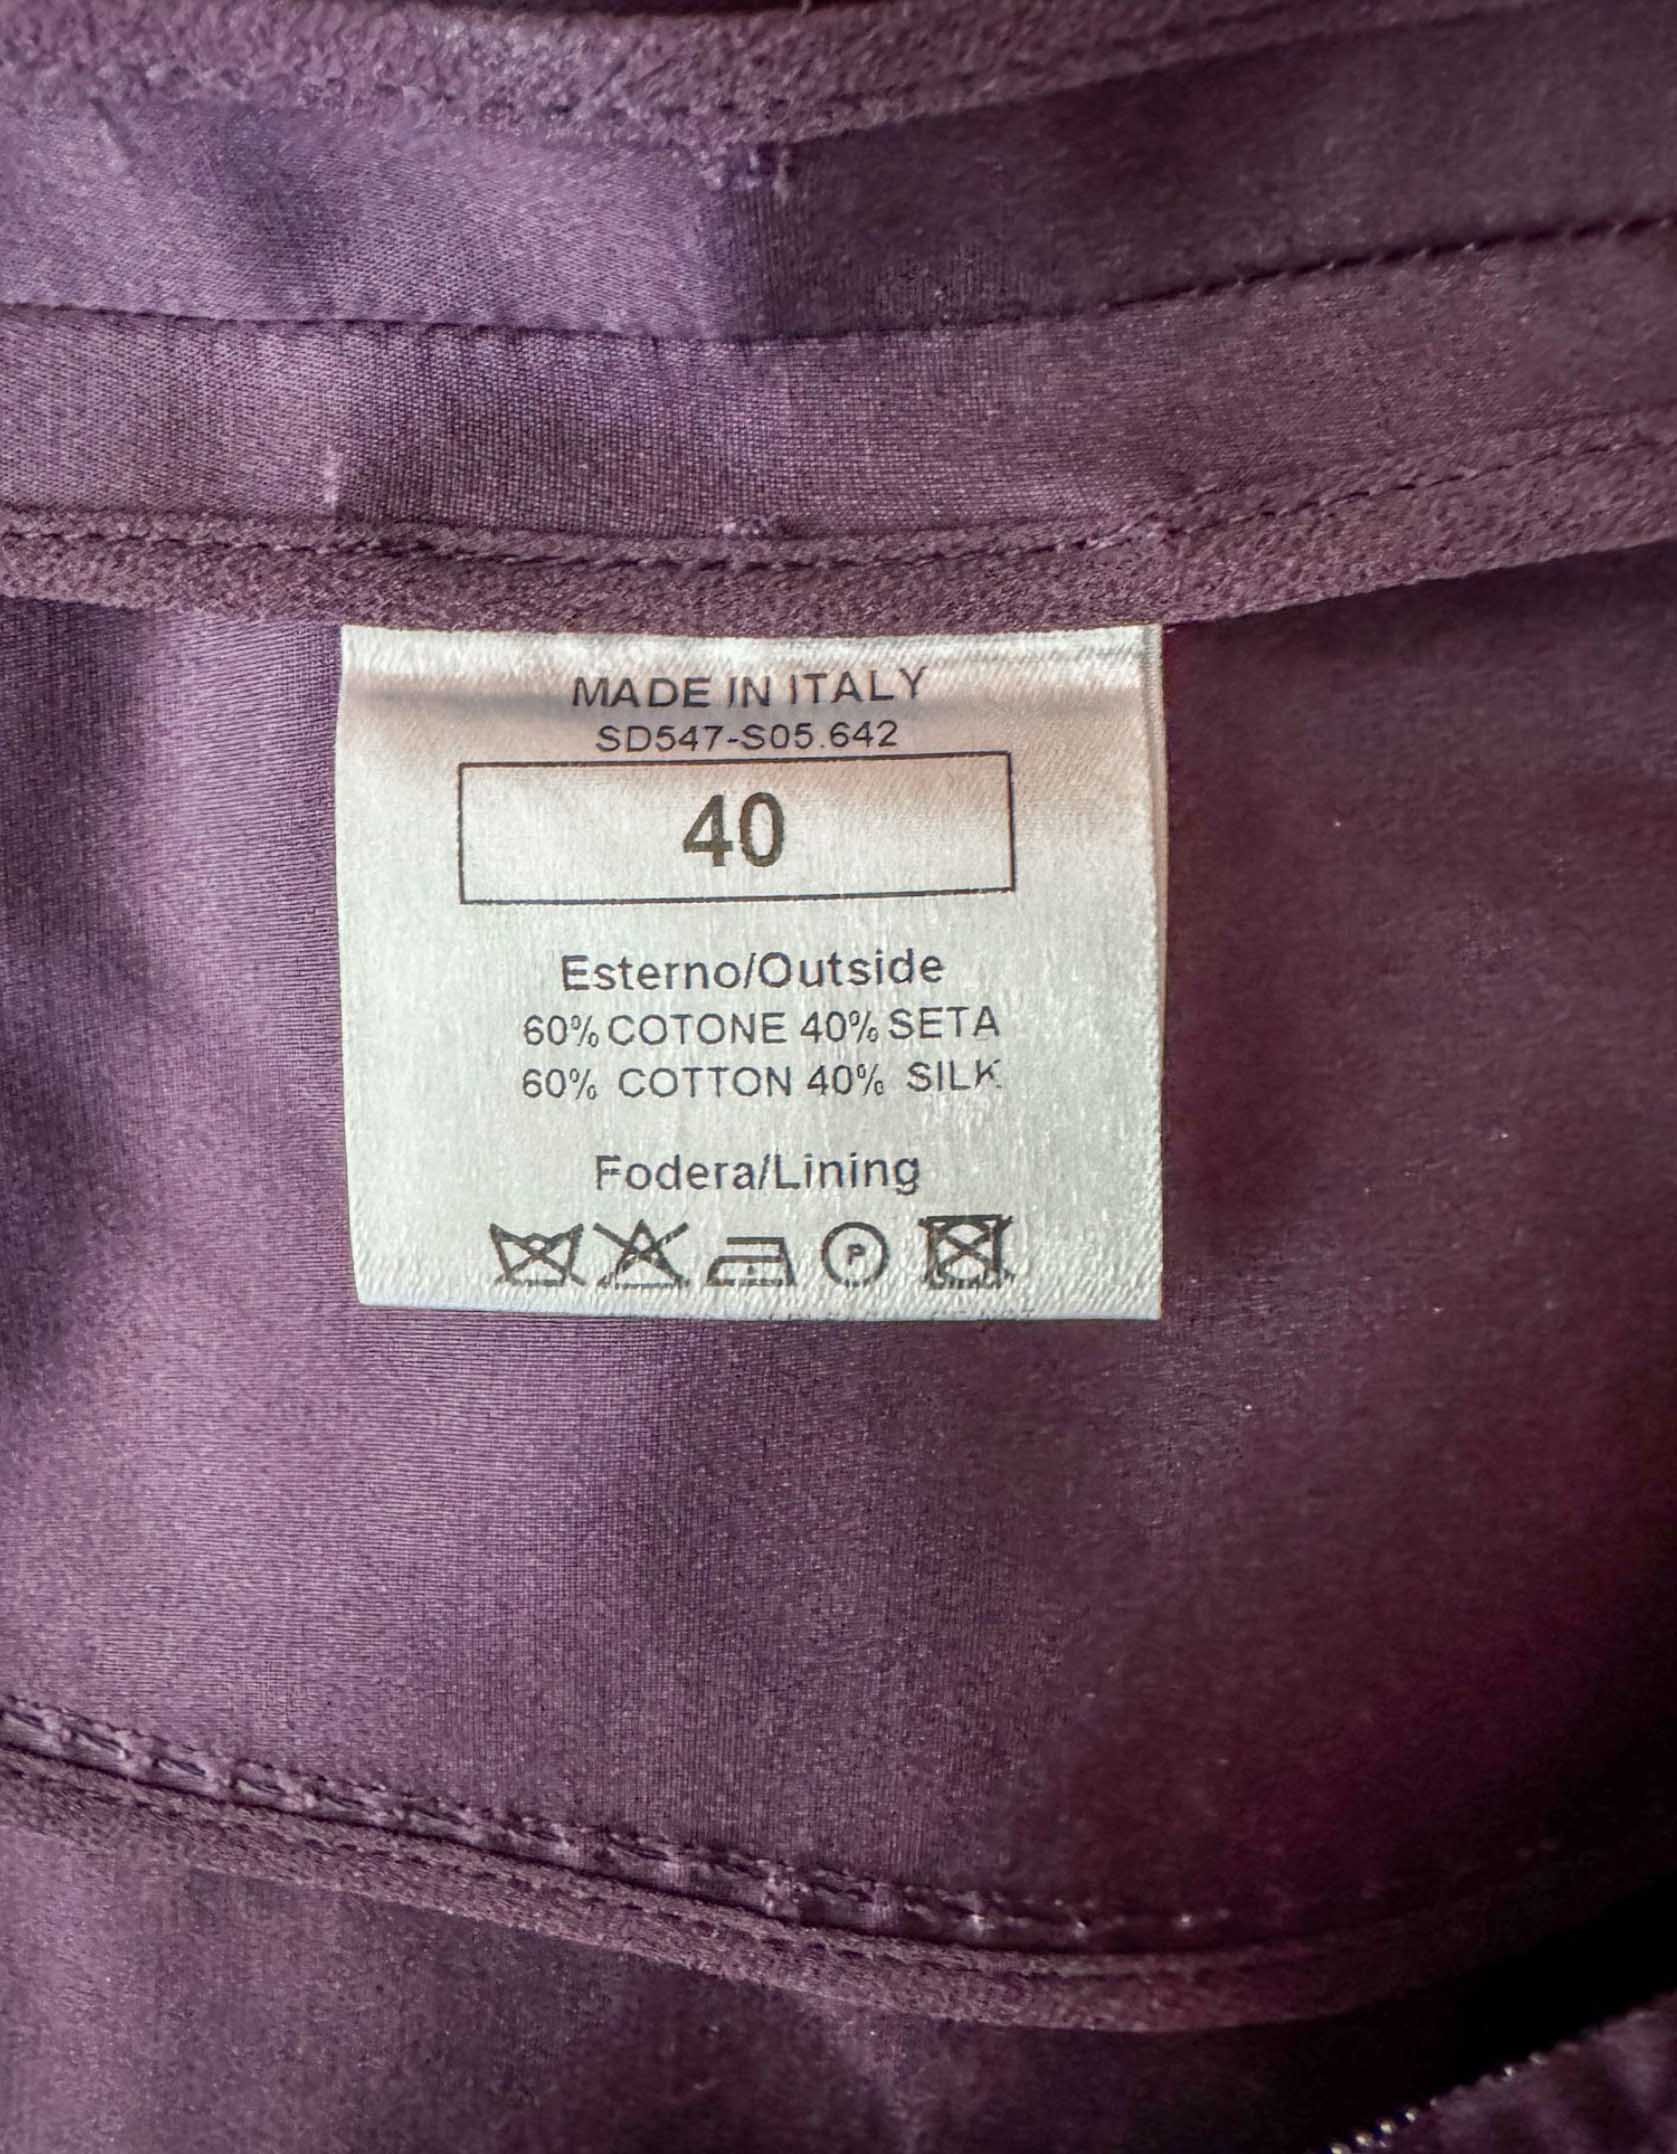 MADE IN ITALY
SD547-S05.642
40
Esterno/Outside
60% COTONE 40% SETA
60% COTTON 40% SILK
Fodera/Lining
P